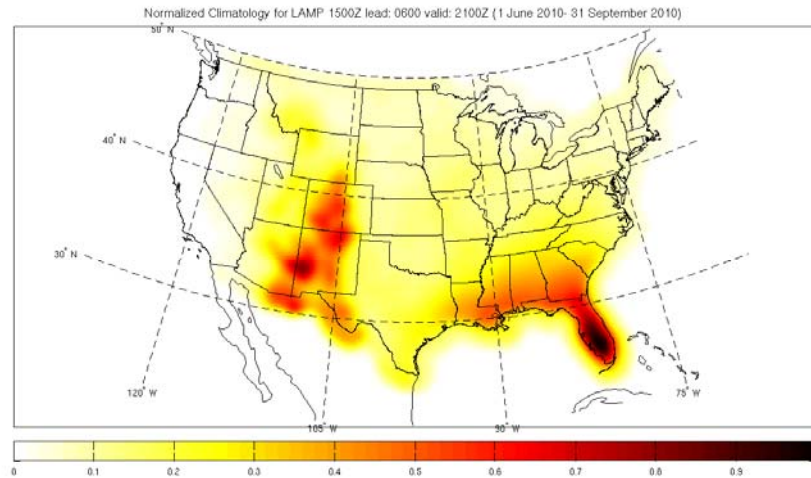 Normalized Climatology for LAMP 1500Z lead: 0600 valid: 2100Z (1 June 2010- 31 September 2010)
50° N
40° N
30° N
120° W
105° W
90° W
75° W
0 0.1 0.2 0.3 0.4 0.5 0.6 0.7 0.8 0.9